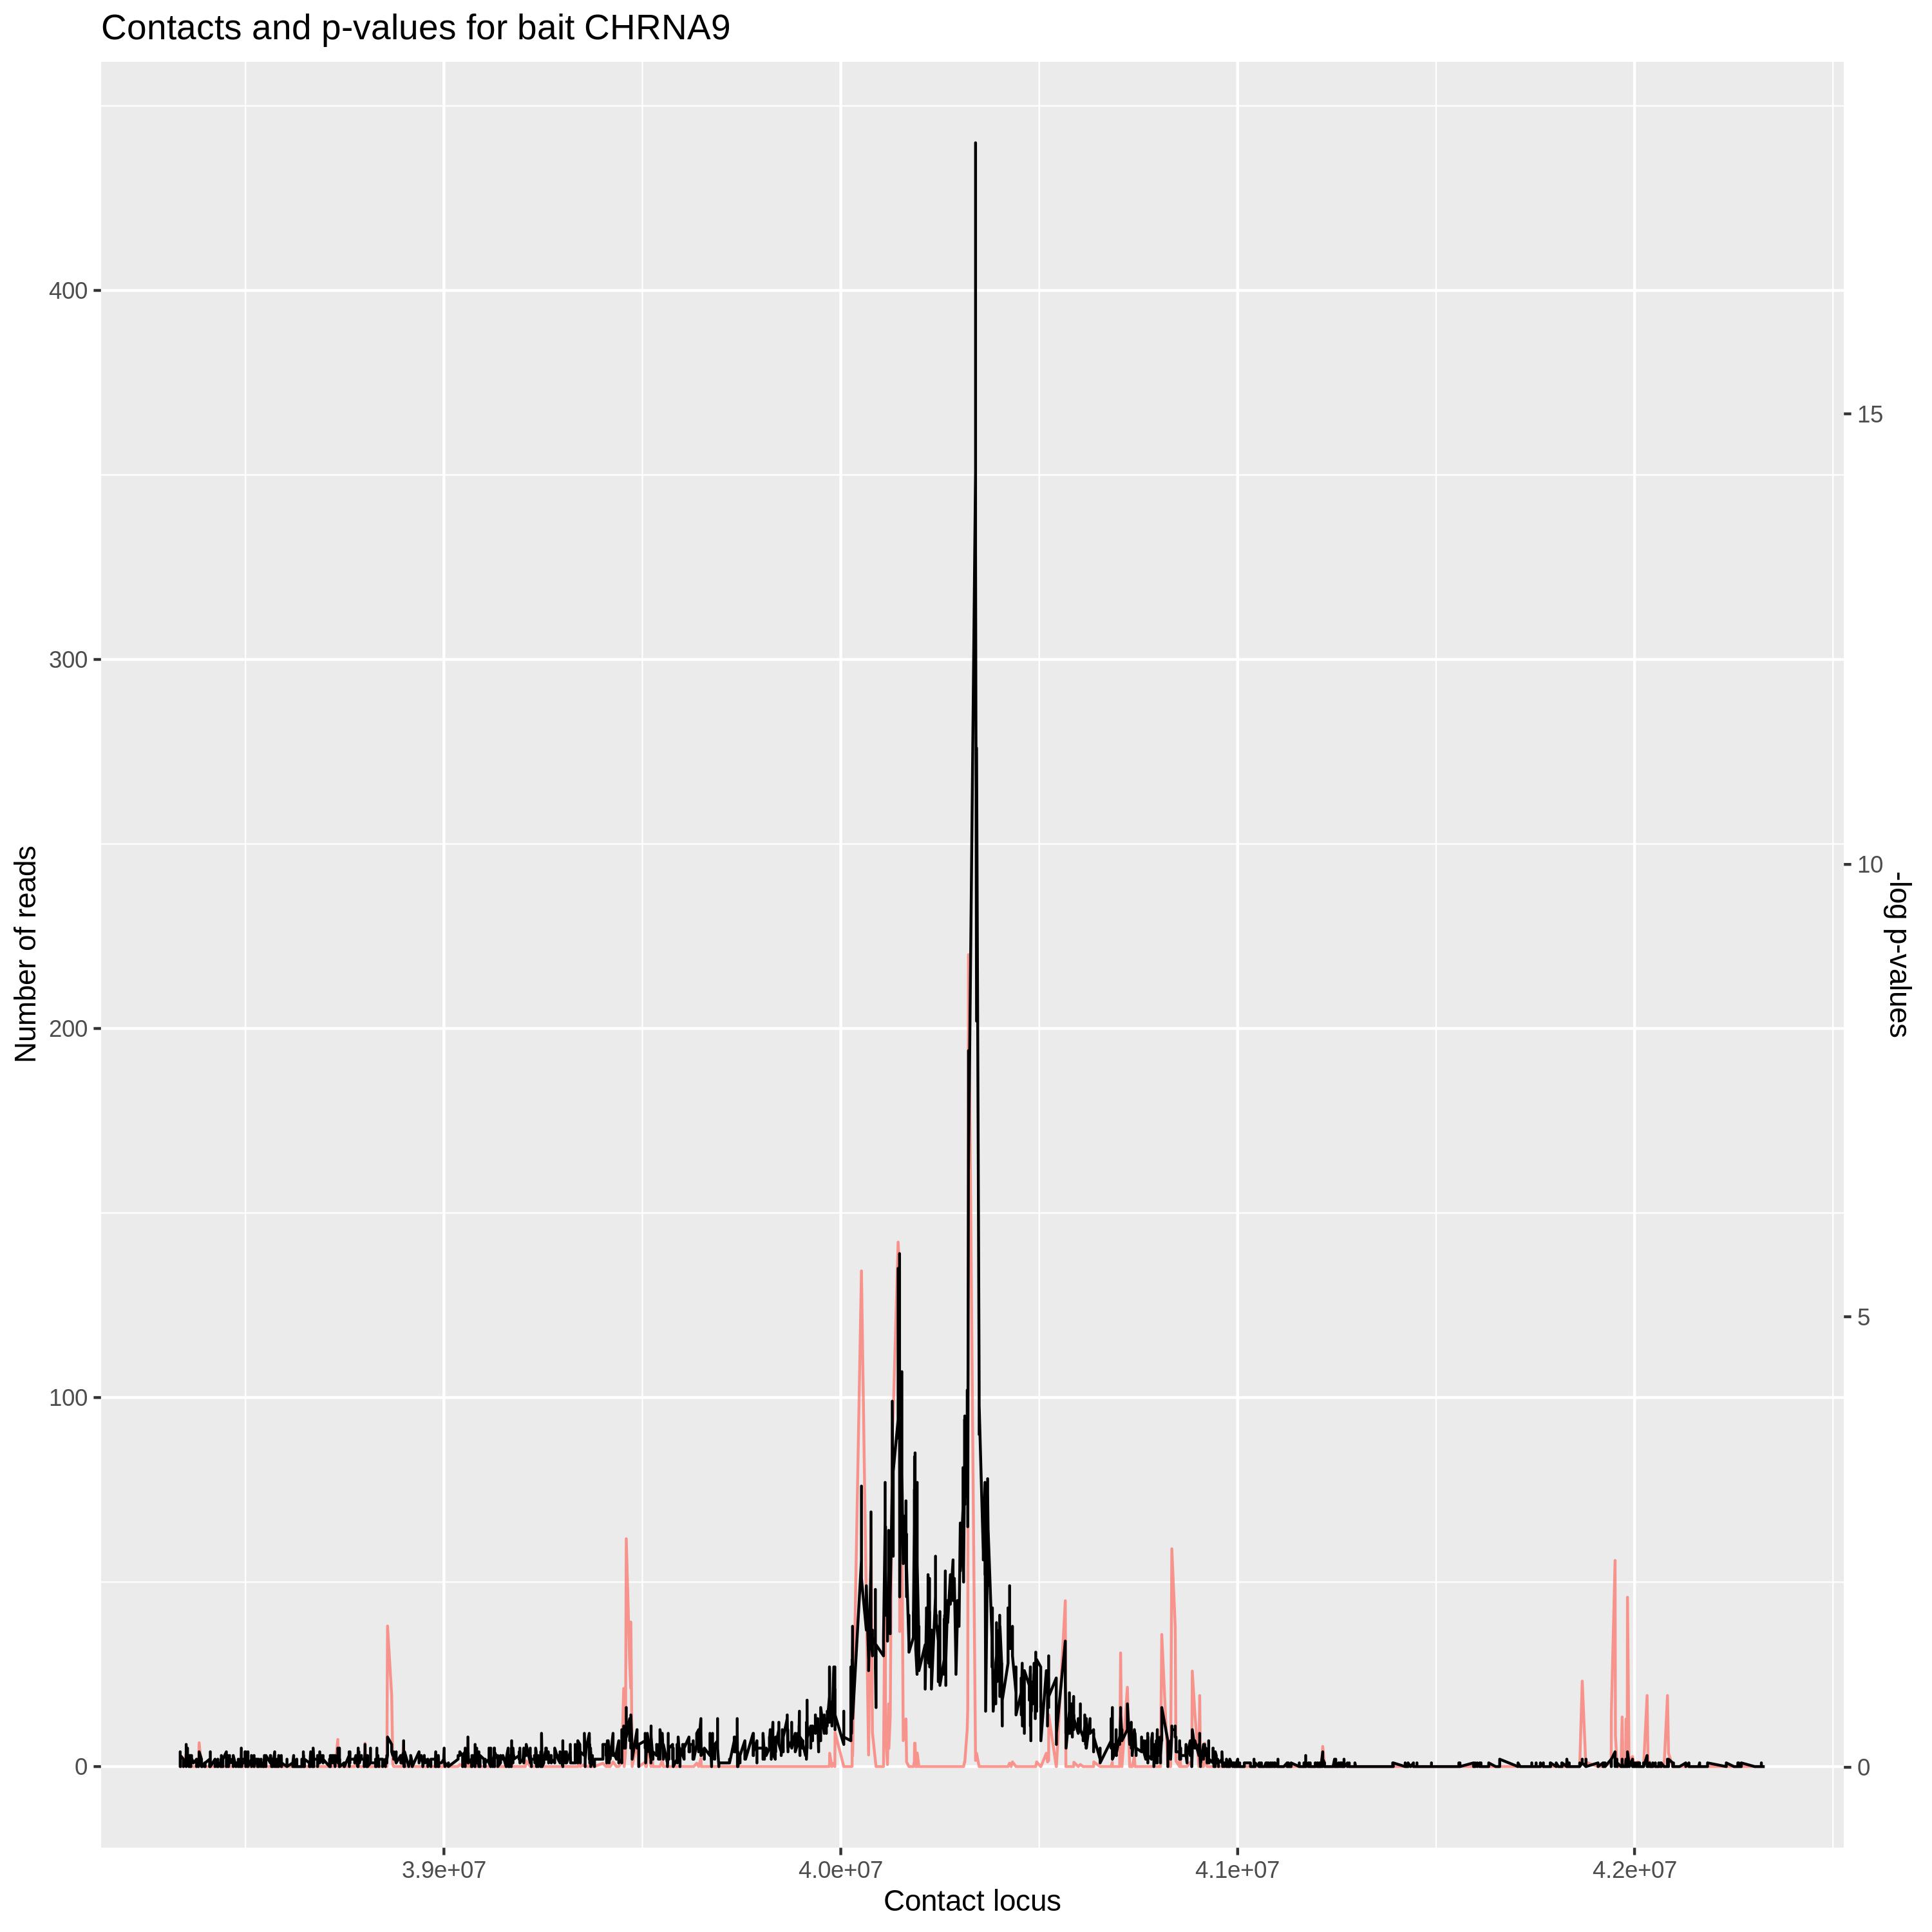 Contacts and p-values for bait CHRNA9
Number of reads
400
300
200
100
0
15
10
5
0
-log p-values
3.9e+07
4.0e+07
4.1e+07
4.2e+07
Contact locus